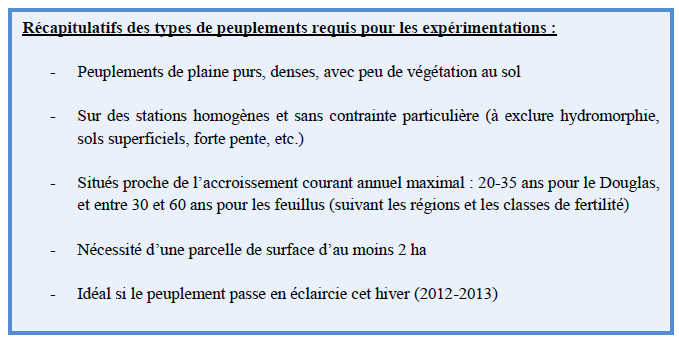 Récapitulatifs des types de peuplements requis pour les expérimentations :
- Peuplements de plaine purs, denses, avec peu de végétation au sol
- Sur des stations homogènes et sans contrainte particulière (à exclure hydromorphie,
sols superficiels, forte pente, etc.)
- Situés proche de l’accroissement courant annuel maximal : 20-35 ans pour le Douglas,
et entre 30 et 60 ans pour les feuillus (suivant les régions et les classes de fertilité)
- Nécessité d’une parcelle de surface d’au moins 2 ha
- Idéal si le peuplement passe en éclaircie cet hiver (2012-2013)